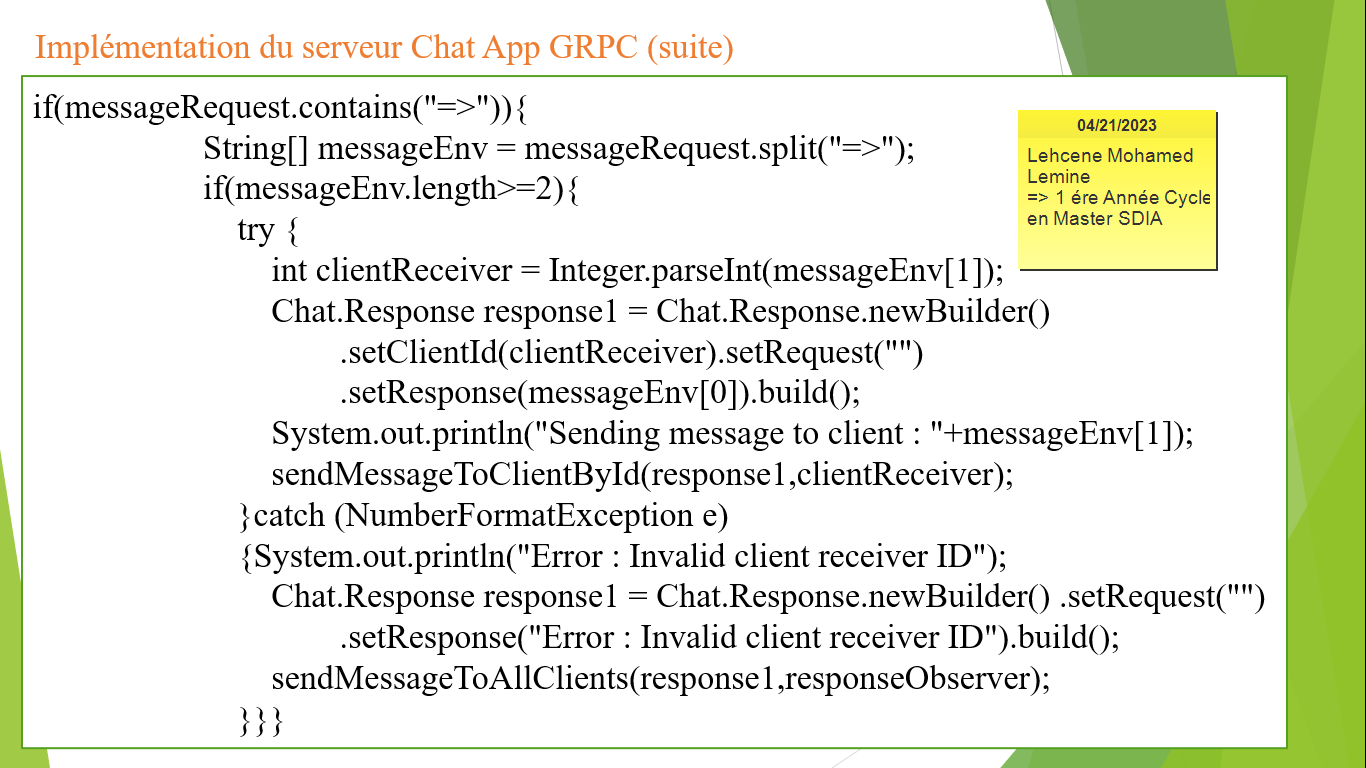 Implémentation du serveur Chat App GRPC (suite)
if(messageRequest.contains("=>")){
String[] messageEnv = messageRequest.split("=>");
if(messageEnv.length>=2){
try {
int clientReceiver = Integer.parseInt(messageEnv[1]);
Chat.Response response1 = Chat.Response.newBuilder()
.setClientId(clientReceiver).setRequest("")
.setResponse(messageEnv[0]).build();
System.out.println("Sending message to client : "+messageEnv[1]);
sendMessageToClientById(response1,clientReceiver);
}catch (NumberFormatException e)
{System.out.println("Error : Invalid client receiver ID");
Chat.Response response1 = Chat.Response.newBuilder() .setRequest("")
.setResponse("Error : Invalid client receiver ID").build();
sendMessageToAllClients(response1,responseObserver);
}}}
04/21/2023
Lehcene Mohamed
Lemine
=> 1 ére Année Cycle
en Master SDIA